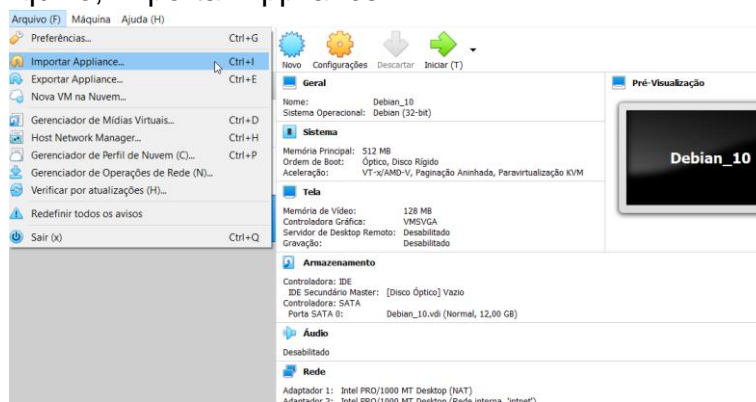 Arquivo (F) Máquina Ajuda (H)
Preferências... Ctrl+G
Importar Appliance... Ctrl+I
Exportar Appliance... Ctrl+E
Nova VM na Nuvem...
Gerenciador de Mídias Virtuais... Ctrl+D
Host Network Manager... Ctrl+H
Gerenciador de Perfil de Nuvem (C)... Ctrl+P
Gerenciador de Operações de Rede (N)...
Verificar por atualizações (H)...
Redefinir todos os avisos
Sair (x) Ctrl+Q
Novo Configurações Descartar Iniciar (T)
Geral
Nome: Debian_10
Sistema Operacional: Debian (32-bit)
Sistema
Memória Principal: 512 MB
Ordem de Boot: Óptico, Disco Rígido
Aceleração: VT-x/AMD-V, Paginação Aninhada, Paravirtualização KVM
Tela
Memória de Vídeo: 128 MB
Controladora Gráfica: VMSVGA
Servidor de Desktop Remoto: Desabilitado
Gravação: Desabilitado
Armazenamento
Controladora: IDE
IDE Secundário Master: [Disco Óptico] Vazio
Controladora: SATA
Porta SATA 0: Debian_10.vdi (Normal, 12,00 GB)
Áudio
Desabilitado
Rede
Adaptador 1: Intel PRO/1000 MT Desktop (NAT)
Adaptador 2: Intel PRO/1000 MT Desktop (Rede interna, 'intnet')
Pré-Visualização
Debian_10